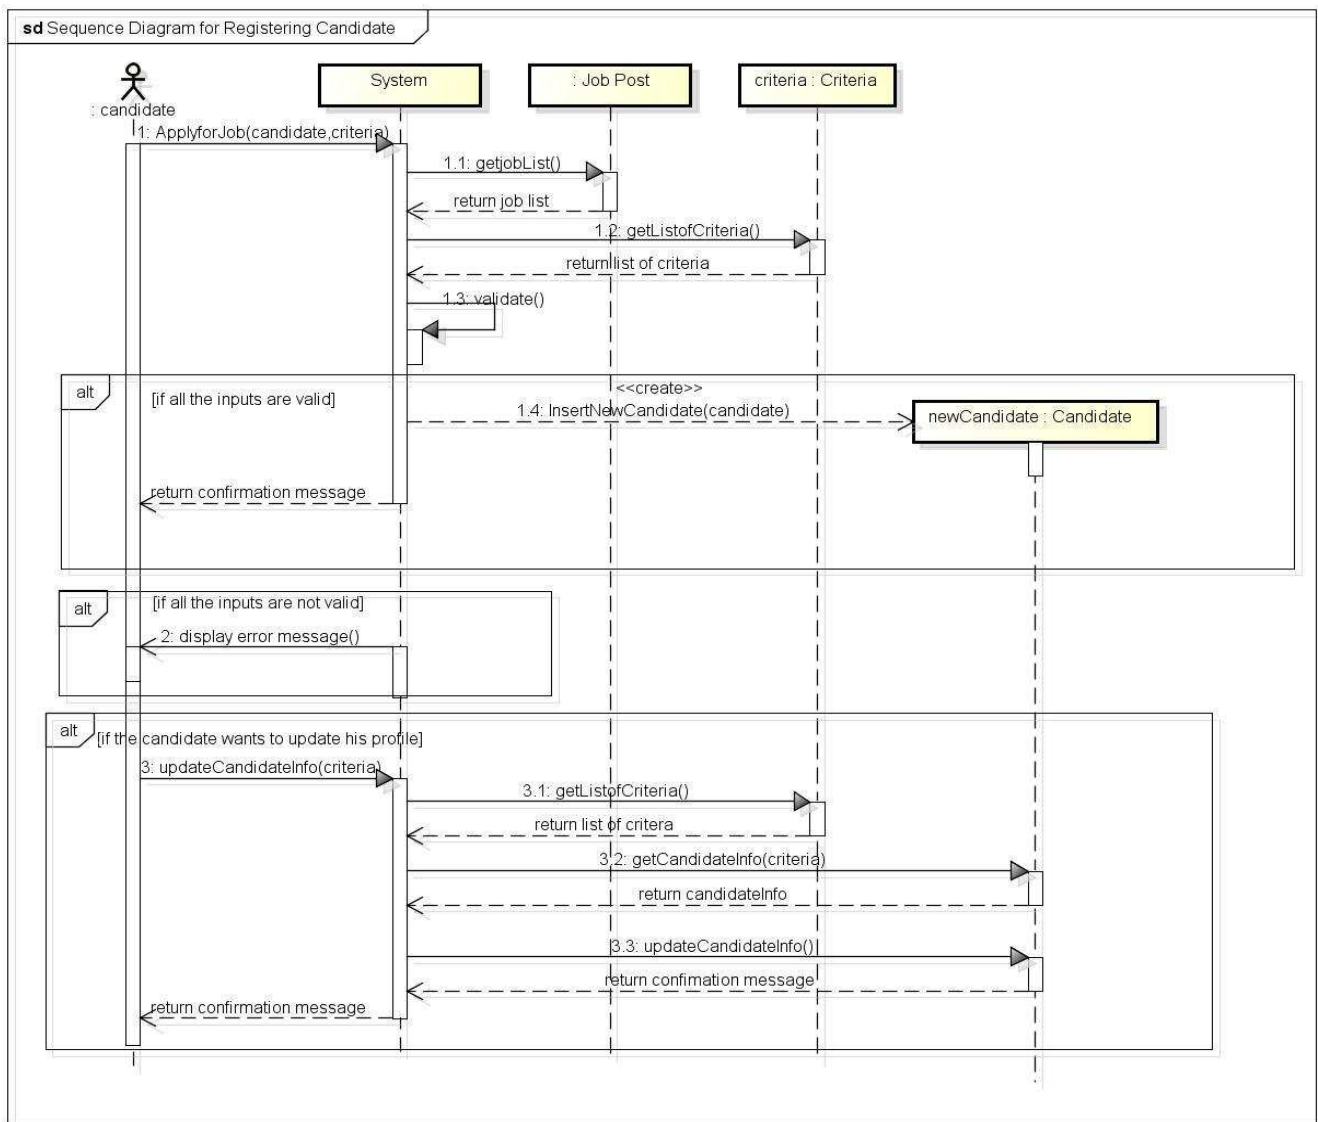 sd Sequence Diagram for Registering Candidate
: candidate
System
: Job Post
criteria : Criteria
1: ApplyforJob(candidate,criteria)
1.1: getjobList()
return job list
1.2: getListofCriteria()
return list of criteria
1.3: validate()
alt
[if all the inputs are valid]
<<create>>
1.4: InsertNewCandidate(candidate)
newCandidate : Candidate
return confirmation message
alt
[if all the inputs are not valid]
2: display error message()
alt
[if the candidate wants to update his profile]
3: updateCandidateInfo(criteria)
3.1: getListofCriteria()
return list of critera
3.2: getCandidateInfo(criteria)
return candidateInfo
3.3: updateCandidateInfo()
return confimation message
return confirmation message